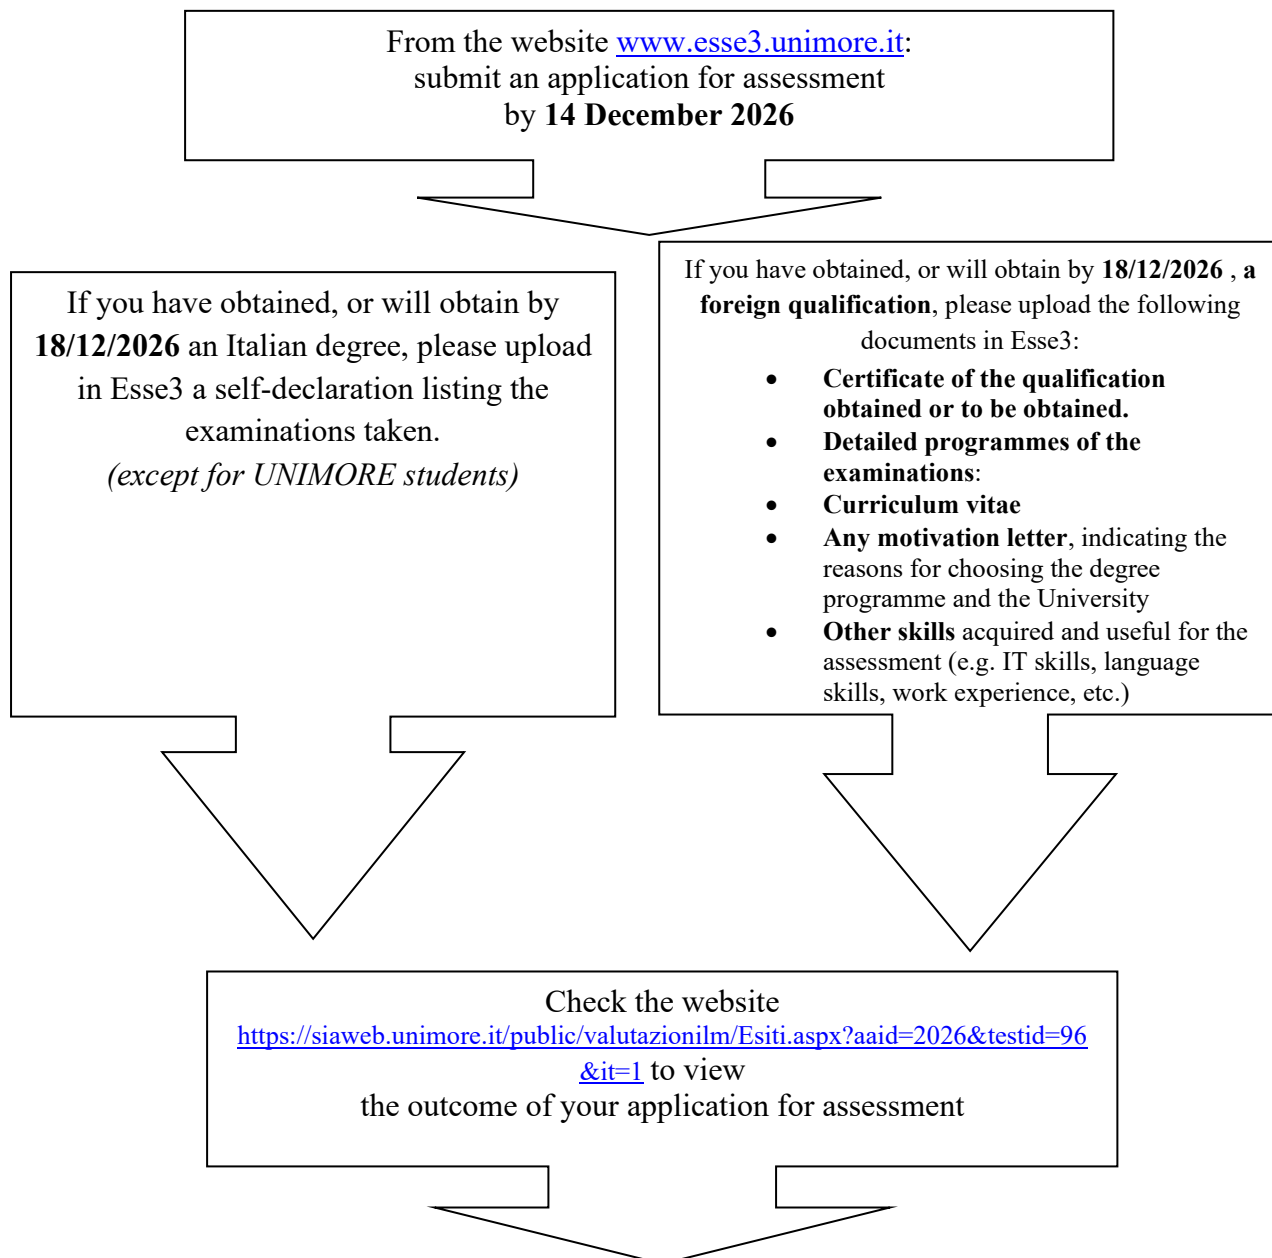 From the website www.esse3.unimore.it:
submit an application for assessment
by 14 December 2026
If you have obtained, or will obtain by
18/12/2026 an Italian degree, please upload
in Esse3 a self-declaration listing the
examinations taken.
(except for UNIMORE students)
If you have obtained, or will obtain by 18/12/2026 , a
foreign qualification, please upload the following
documents in Esse3:
• Certificate of the qualification
obtained or to be obtained.
• Detailed programmes of the
examinations:
• Curriculum vitae
• Any motivation letter, indicating the
reasons for choosing the degree
programme and the University
• Other skills acquired and useful for the
assessment (e.g. IT skills, language
skills, work experience, etc.)
Check the website
https://siaweb.unimore.it/public/valutazionilm/Esiti.aspx?aaid=2026&testid=96
&it=1 to view
the outcome of your application for assessment